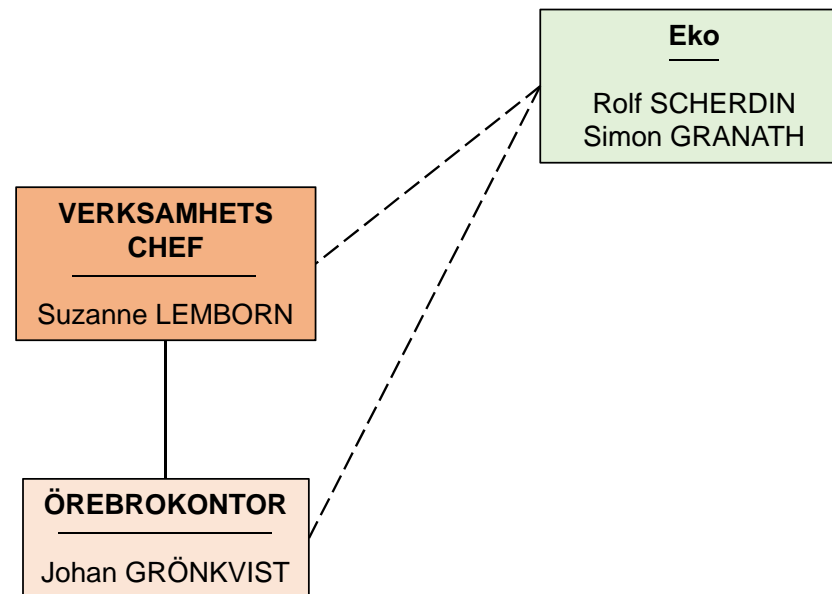 Eko
Rolf SCHERDIN
Simon GRANATH
VERKSAMHETS
CHEF
Suzanne LEMBORN
ÖREBROKONTOR
Johan GRÖNKVIST